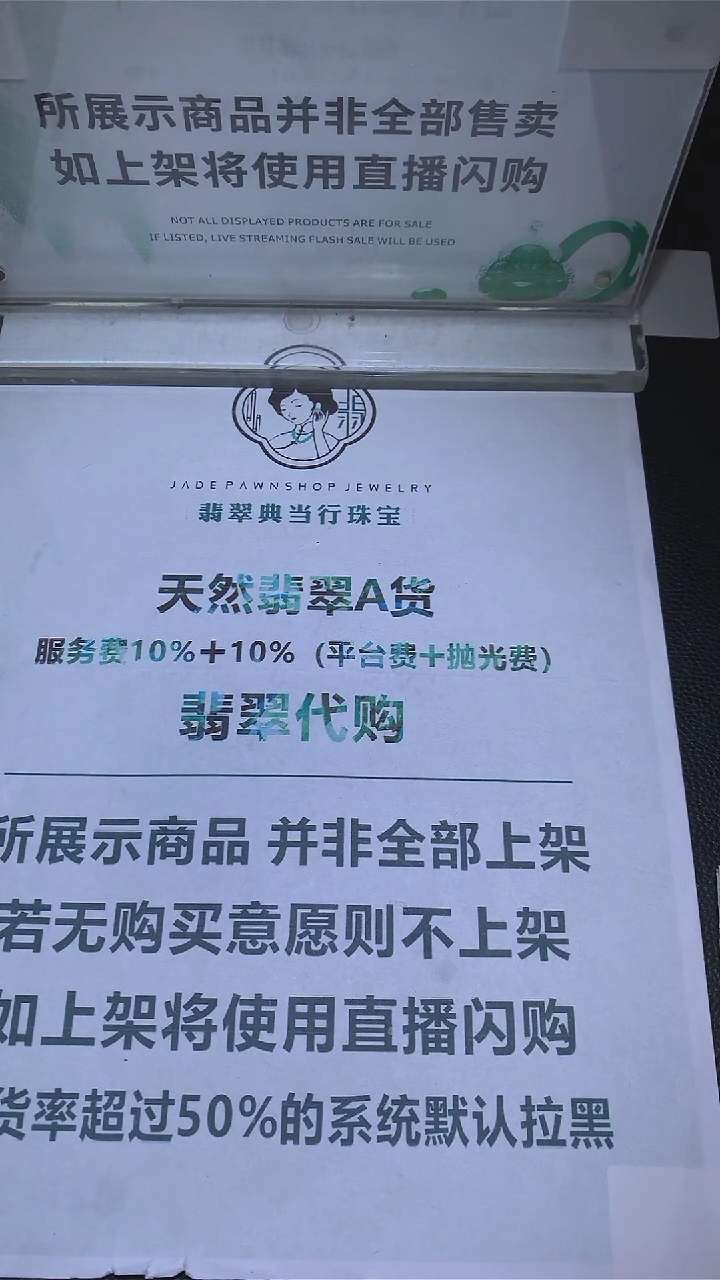 所展示商品并非全部售卖
如上架将使用直播闪购
NOT ALL DISPLAYED PRODUCTS ARE FOR SALE
IF LISTED, LIVE STREAMING FLASH SALE WILL BE USED
翡
JADE PAWNSHOP JEWELRY
翡翠典当行珠宝
天然翡翠A货
服务费10%+10%（平台费+抛光费）
翡翠代购
所展示商品 并非全部上架
若无购买意愿则不上架
如上架将使用直播闪购
货率超过50%的系统默认拉黑